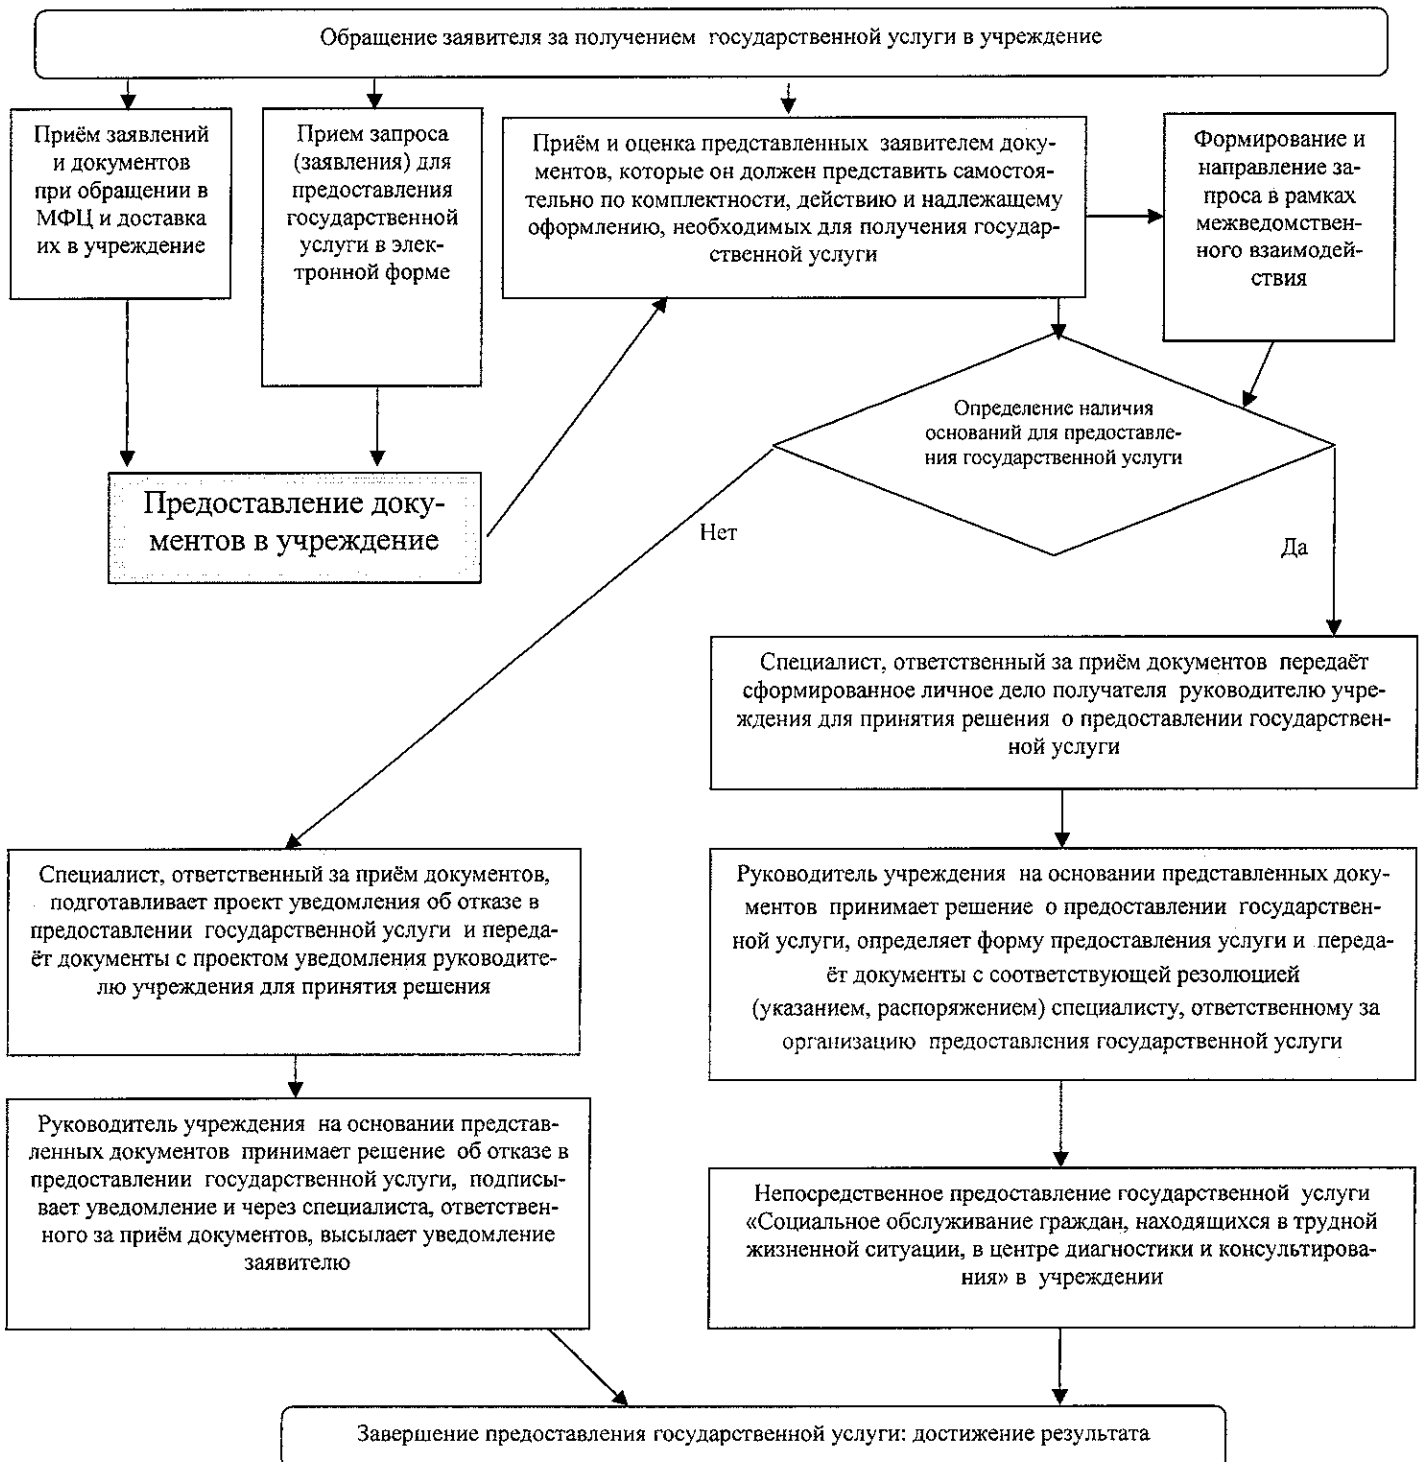 Обращение заявителя за получением государственной услуги в учреждение
Приём заявлений
и документов
при обращении в
МФЦ и доставка
их в учреждение
Прием запроса
(заявления) для
предоставления
государственной
услуги в элек-
тронной форме
Приём и оценка представленных заявителем доку-
ментов, которые он должен представить самостоя-
тельно по комплектности, действию и надлежащему
оформлению, необходимых для получения государ-
ственной услуги
Формирование и
направление за-
проса в рамках
межведомствен-
ного взаимодей-
ствия
Определение наличия
оснований для предоставле-
ния государственной услуги
Предоставление доку-
ментов в учреждение
Нет
Да
Специалист, ответственный за приём документов передаёт
сформированное личное дело получателя руководителю учре-
ждения для принятия решения о предоставлении государствен-
ной услуги
Специалист, ответственный за приём документов,
подготавливает проект уведомления об отказе в
предоставлении государственной услуги и переда-
ёт документы с проектом уведомления руководите-
лю учреждения для принятия решения
Руководитель учреждения на основании представленных доку-
ментов принимает решение о предоставлении государствен-
ной услуги, определяет форму предоставления услуги и переда-
ёт документы с соответствующей резолюцией
(указанием, распоряжением) специалисту, ответственному за
организацию предоставления государственной услуги
Руководитель учреждения на основании представ-
ленных документов принимает решение об отказе в
предоставлении государственной услуги, подписы-
вает уведомление и через специалиста, ответствен-
ного за приём документов, высылает уведомление
заявителю
Непосредственное предоставление государственной услуги
«Социальное обслуживание граждан, находящихся в трудной
жизненной ситуации, в центре диагностики и консультирова-
ния» в учреждении
Завершение предоставления государственной услуги: достижение результата